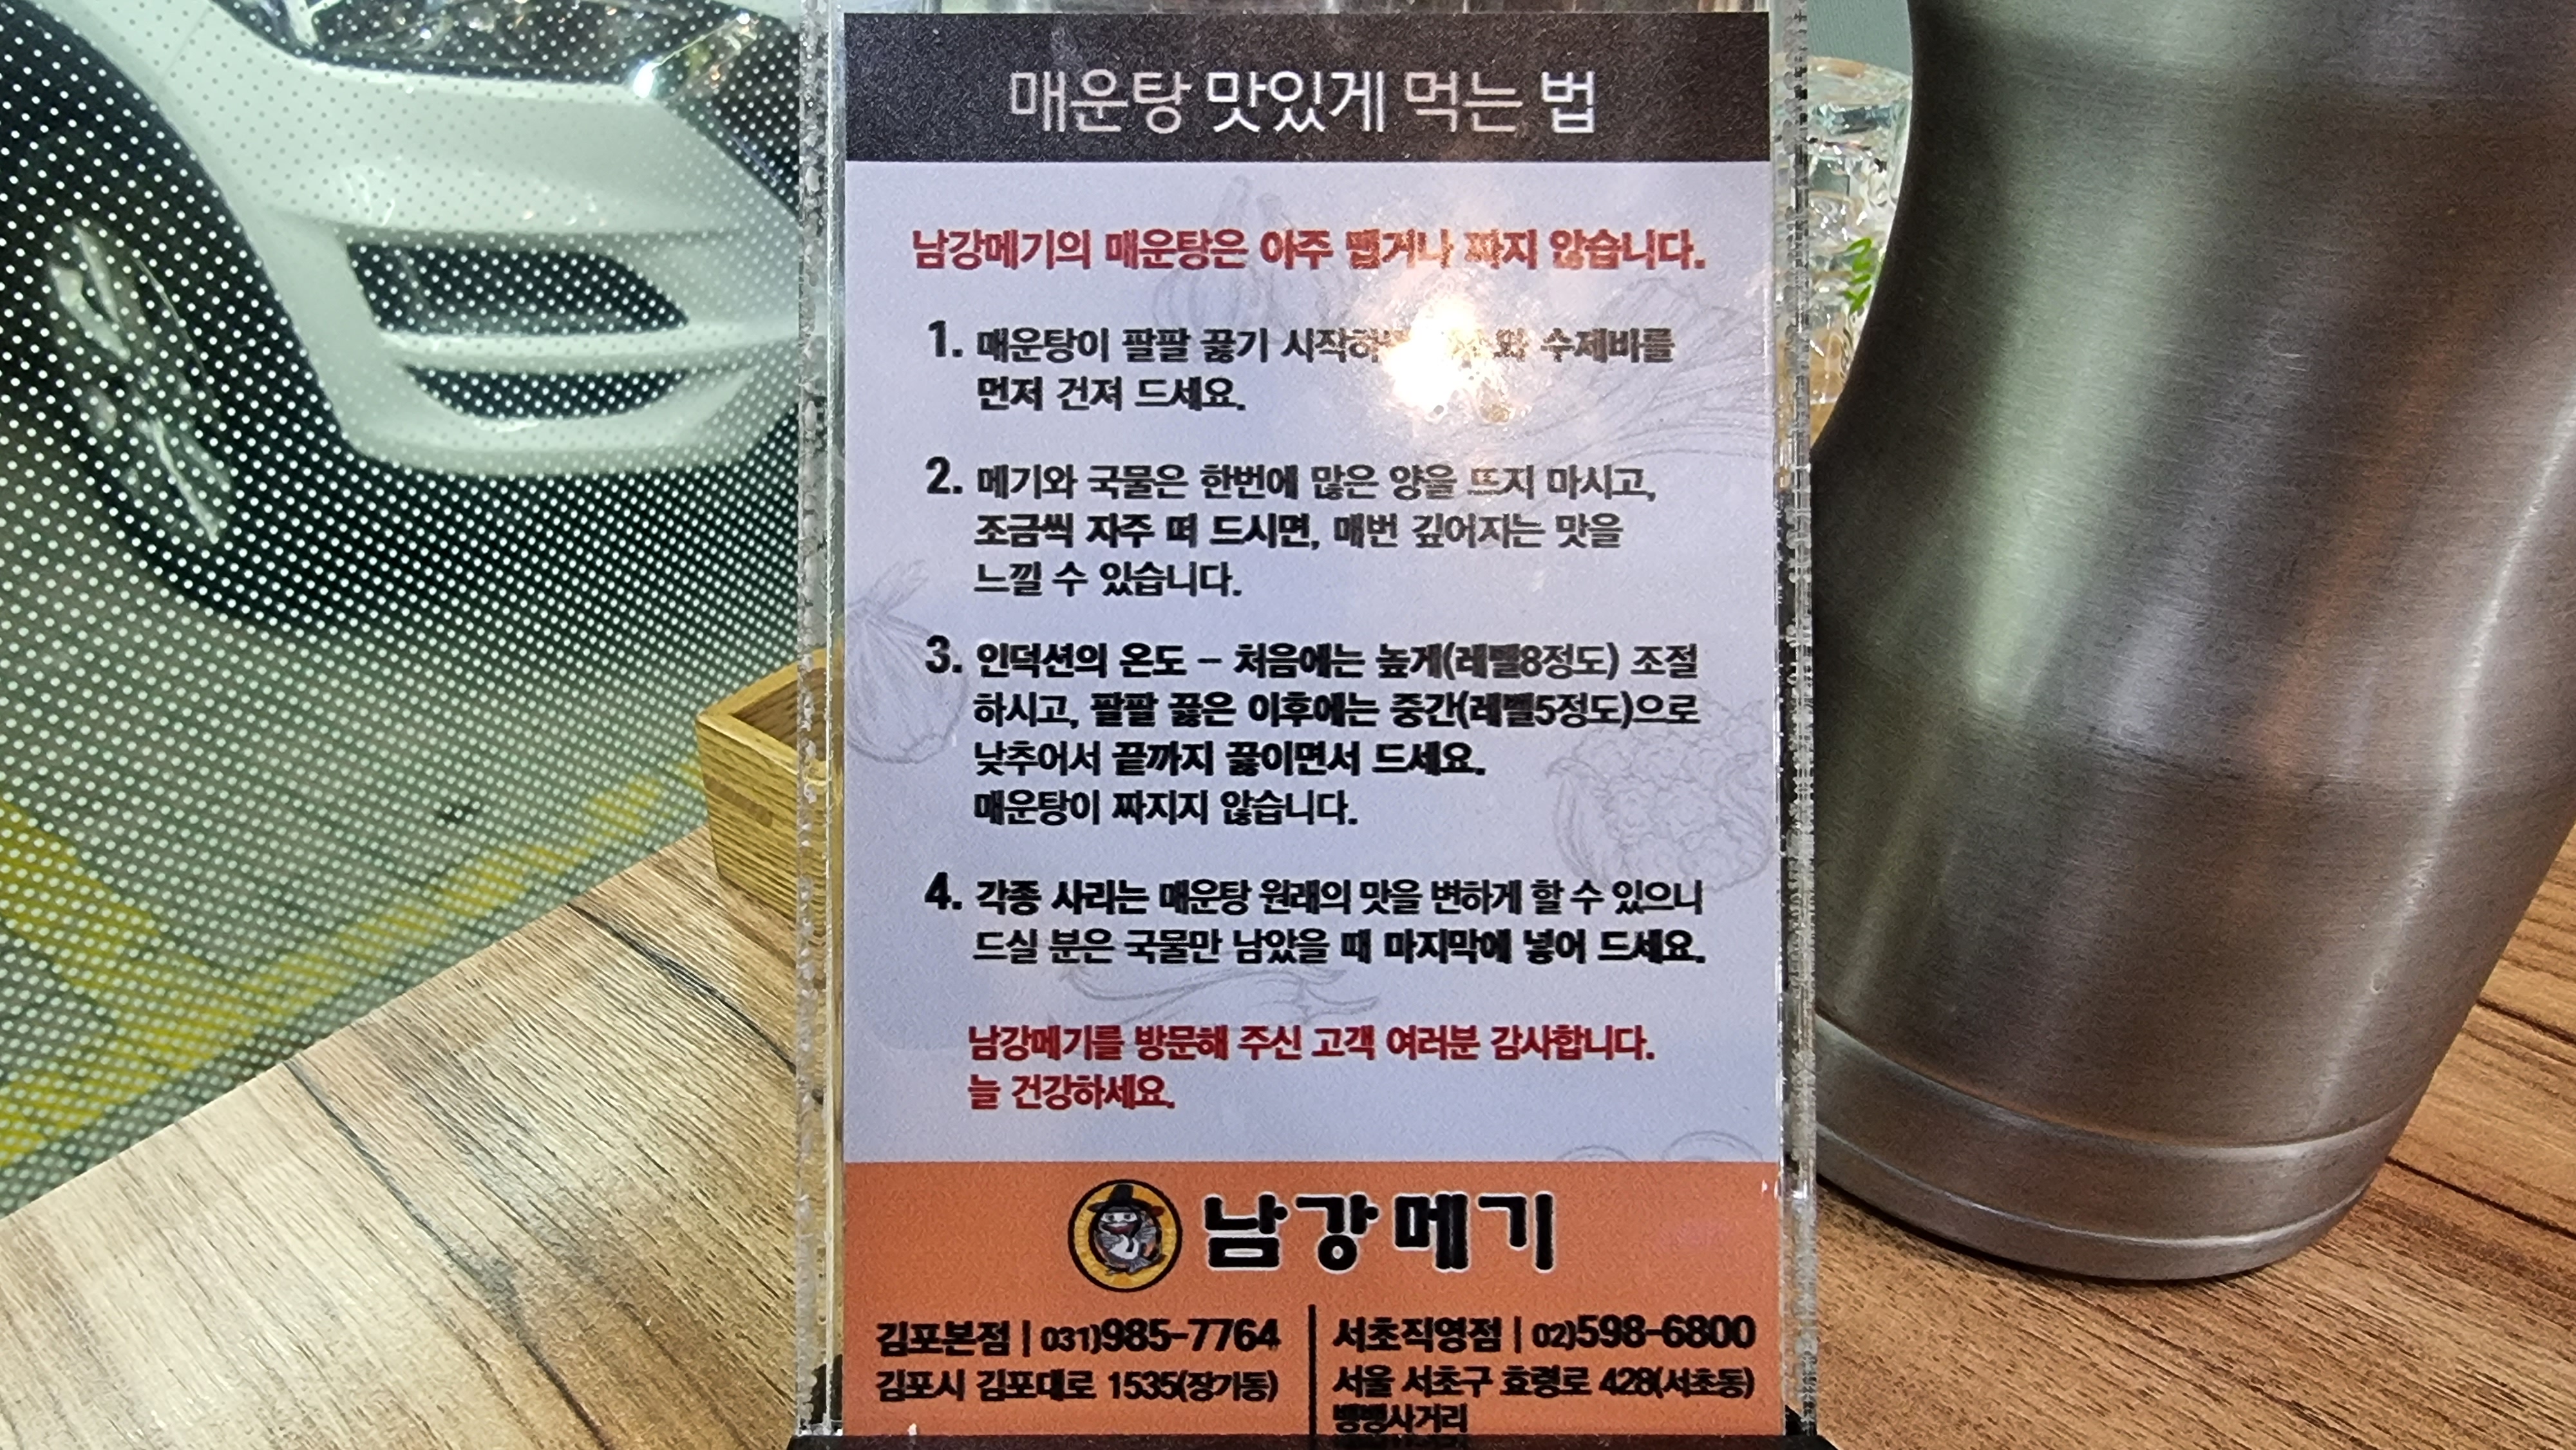 매운탕 맛있게 먹는 법
남강메기의 매운탕은 아주 맵거나 짜지 않습니다.
1. 매운탕이 팔팔 끓기 수제비를
먼저 건져 드세요.
2. 메기와 국물은 한번에 많은 양을 뜨지 마시고,
조금씩 자주 떠 드시면, 매번 깊어지는 맛을
느낄 수 있습니다.
3. 인덕션의 온도 – 처음에는 높게(레벨8정도) 조절
하시고, 팔팔 끓은 이후에는 중간(레벨5정도)으로
낮추어서 끝까지 끓이면서 드세요.
매운탕이 짜지지 않습니다.
4. 각종 사리는 매운탕 원래의 맛을 변하게 할 수 있으니
드실 분은 국물만 남았을 때 마지막에 넣어 드세요.
남강메기를 방문해 주신 고객 여러분 감사합니다.
늘 건강하세요.
남강메기
김포본점 | 031)985-7764
김포시 김포대로 1535(장기동)
서초직영점 | 02)598-6800
서울 서초구 효령로 428(서초동)
뱅뱅사거리